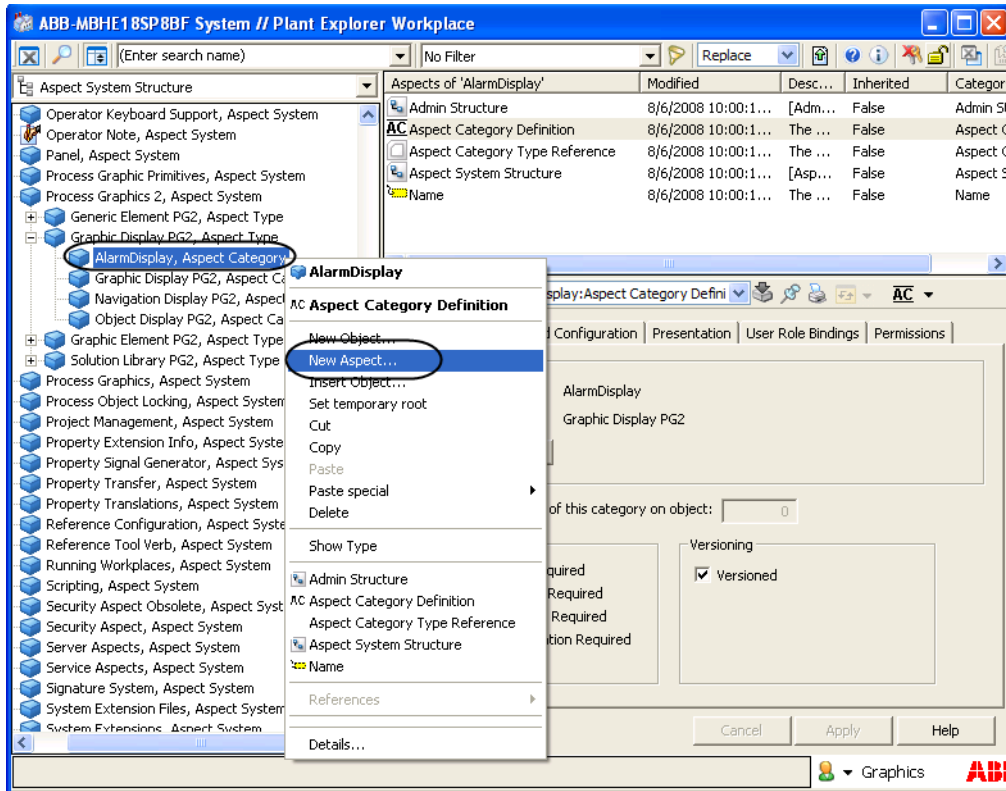 ABB-MBHE18SP8BF System // Plant Explorer Workplace
(Enter search name)
No Filter
Replace
Aspect System Structure
Operator Keyboard Support, Aspect System
Operator Note, Aspect System
Panel, Aspect System
Process Graphic Primitives, Aspect System
Process Graphics 2, Aspect System
Generic Element PG2, Aspect Type
Graphic Display PG2, Aspect Type
AlarmDisplay, Aspect Category
Graphic Display PG2, Aspect Ca
Navigation Display PG2, Aspect
Object Display PG2, Aspect Ca
Graphic Element PG2, Aspect Type
Solution Library PG2, Aspect Type
Process Graphics, Aspect System
Process Object Locking, Aspect System
Project Management, Aspect System
Property Extension Info, Aspect Syste
Property Signal Generator, Aspect Sys
Property Transfer, Aspect System
Property Translations, Aspect System
Reference Configuration, Aspect Syste
Reference Tool Verb, Aspect System
Running Workplaces, Aspect System
Scripting, Aspect System
Security Aspect Obsolete, Aspect Syst
Security Aspect, Aspect System
Server Aspects, Aspect System
Service Aspects, Aspect System
Signature System, Aspect System
System Extension Files, Aspect System
System Extensions, Aspect System
Aspects of 'AlarmDisplay' Modified Desc... Inherited Categor
Admin Structure 8/6/2008 10:00:1... [Adm... False Admin S
AC Aspect Category Definition 8/6/2008 10:00:1... The ... False Aspect C
Aspect Category Type Reference 8/6/2008 10:00:1... The ... False Aspect C
Aspect System Structure 8/6/2008 10:00:1... [Asp... False Aspect S
Name 8/6/2008 10:00:1... The ... False Name
AlarmDisplay
AC Aspect Category Definition
New Object...
New Aspect...
Insert Object...
Set temporary root
Cut
Copy
Paste
Paste special
Delete
Show Type
Admin Structure
AC Aspect Category Definition
Aspect Category Type Reference
Aspect System Structure
Name
References
Details...
splay:Aspect Category Defini
AC
d Configuration Presentation User Role Bindings Permissions
AlarmDisplay
Graphic Display PG2
of this category on object: 0
quired
Required
Required
tion Required
Versioning
Versioned
Cancel Apply Help
Graphics
ABB